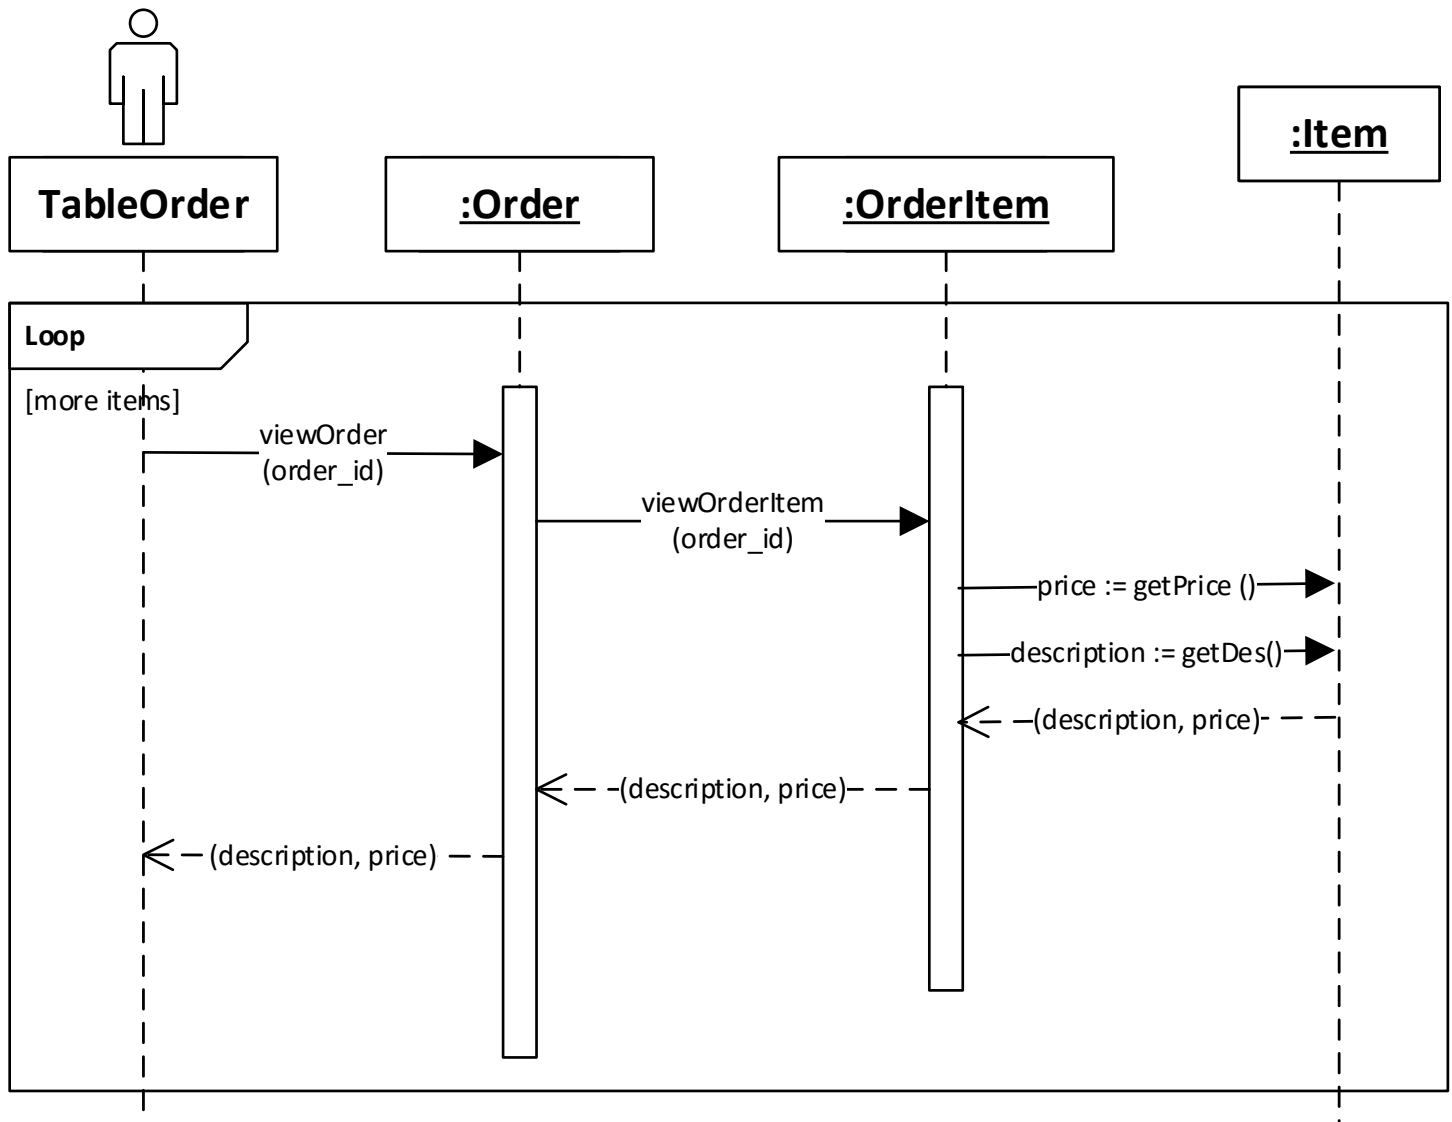 :Item
TableOrder
:Order
:OrderItem
Loop
[more items]
viewOrder
(order_id)
viewOrderItem
(order_id)
price := getPrice ()
description := getDes()
(description, price)
(description, price)
(description, price)